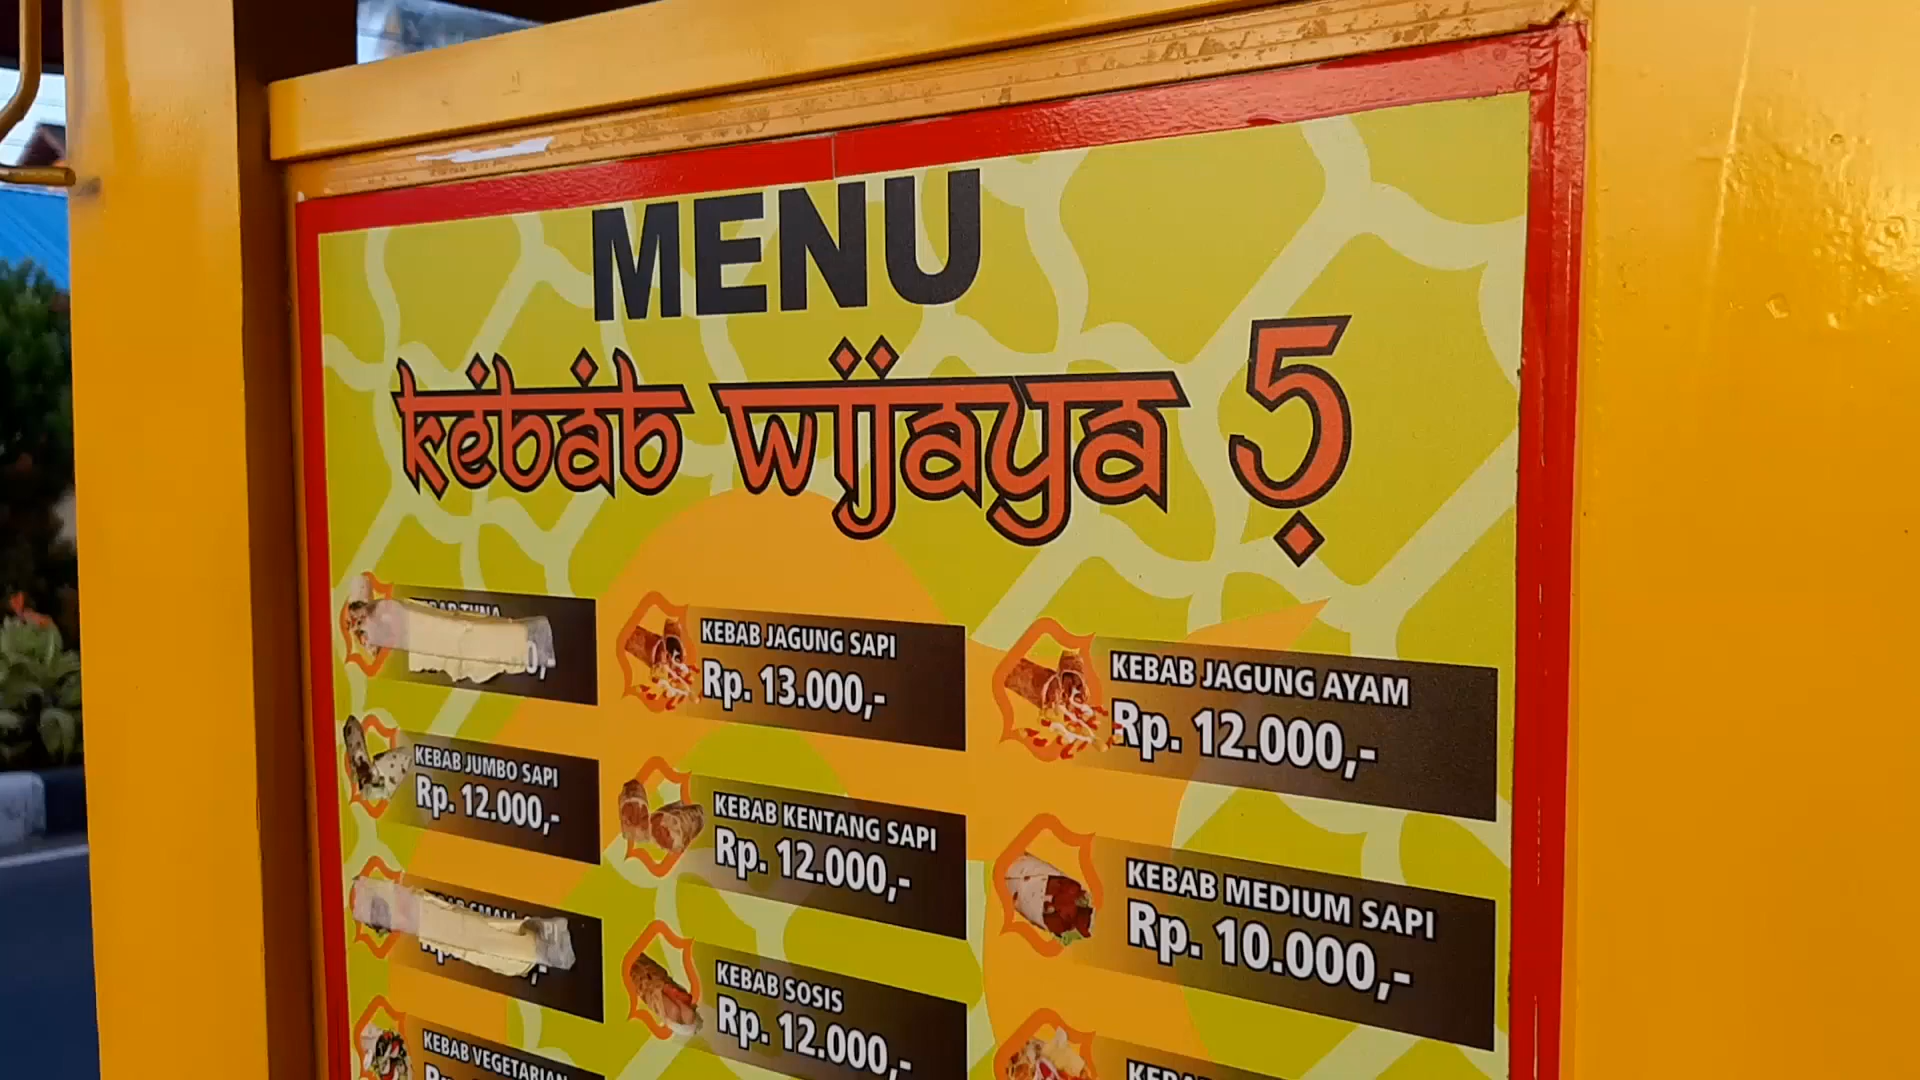 MENU
kebab wijaya 5
KEBAB JAGUNG SAPI
Rp. 13.000,-
KEBAB JAGUNG AYAM
Rp. 12.000,-
KEBAB JUMBO SAPI
Rp. 12.000,-
KEBAB KENTANG SAPI
Rp. 12.000,-
KEBAB MEDIUM SAPI
Rp. 10.000,-
KEBAB SOSIS
Rp. 12.000,-
KEBAB VEGETARIAN